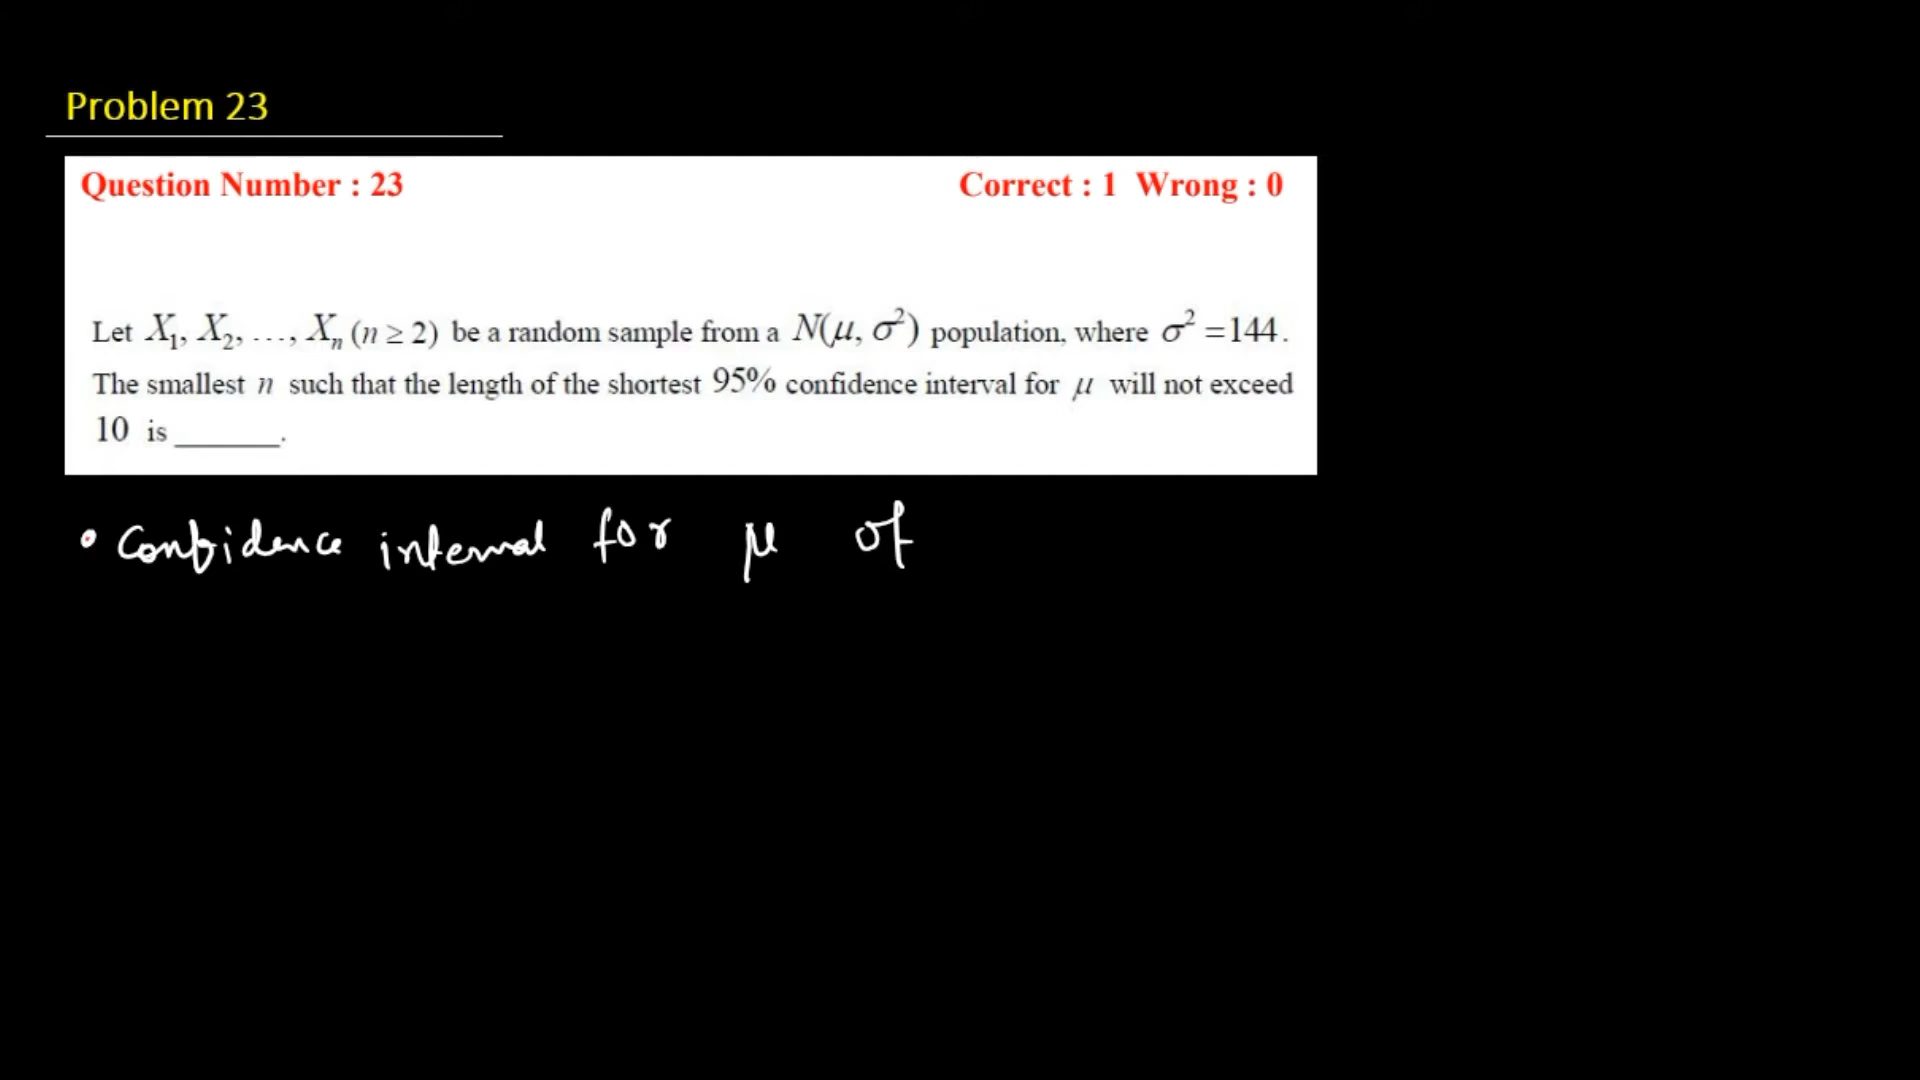 Problem 23
Question Number : 23 Correct : 1 Wrong : 0
Let X₁, X₂, ..., Xₙ (n ≥ 2) be a random sample from a N(μ, σ²) population, where σ² = 144.
The smallest n such that the length of the shortest 95% confidence interval for μ will not exceed
10 is ______.
• Confidence interval for μ of